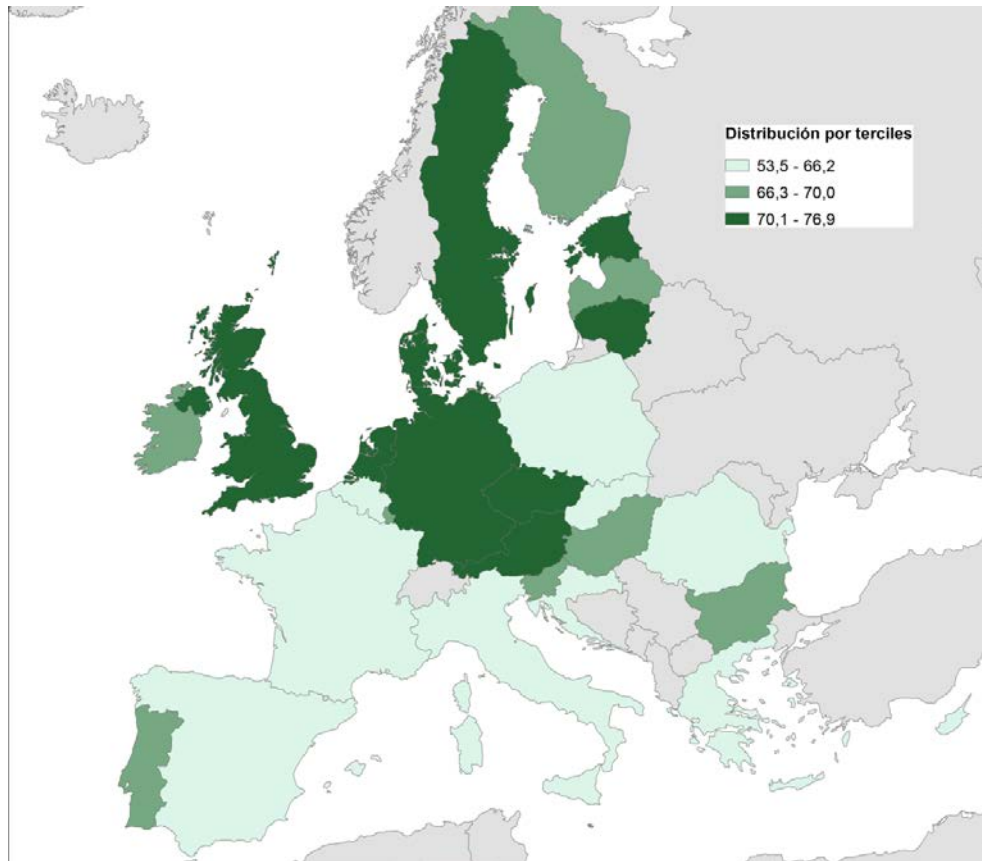 Distribución por terciles
53,5 - 66,2
66,3 - 70,0
70,1 - 76,9